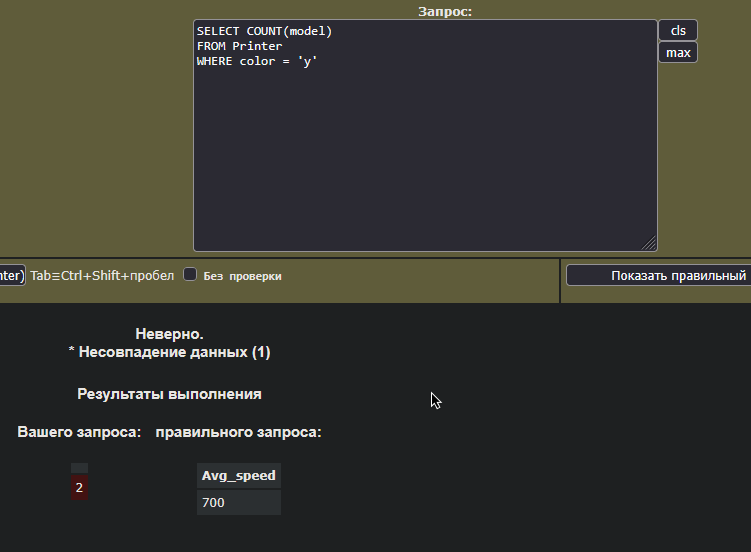 Запрос:
SELECT COUNT(model)
FROM Printer
WHERE color = 'y'
cls
max
nter) Tab≡Ctrl+Shift+пробел Без проверки Показать правильный
Неверно.
* Несовпадение данных (1)
Результаты выполнения
Вашего запроса: правильного запроса:
Avg_speed
2
700